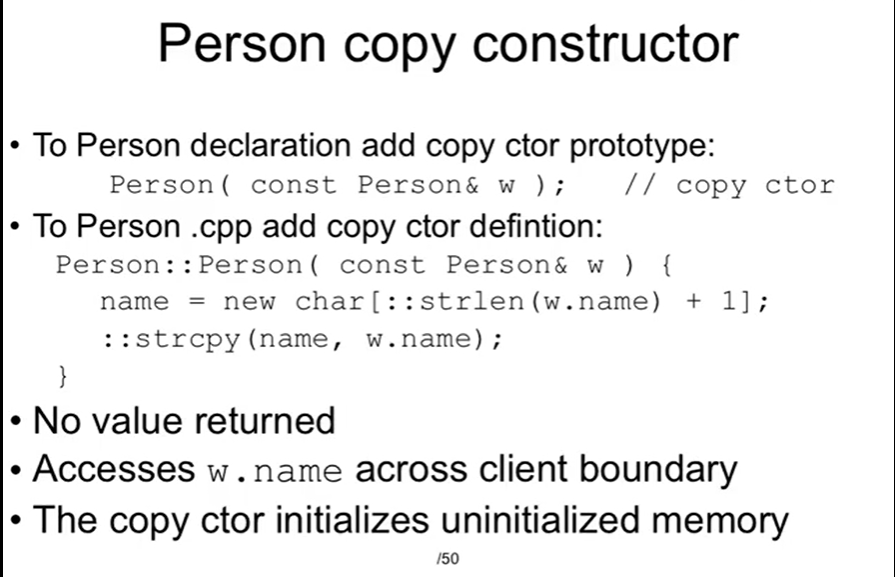 Person copy constructor
• To Person declaration add copy ctor prototype:
Person( const Person& w );   // copy ctor
• To Person .cpp add copy ctor defintion:
Person::Person( const Person& w ) {
name = new char[::strlen(w.name) + 1];
::strcpy(name, w.name);
}
• No value returned
• Accesses w.name across client boundary
• The copy ctor initializes uninitialized memory
/50